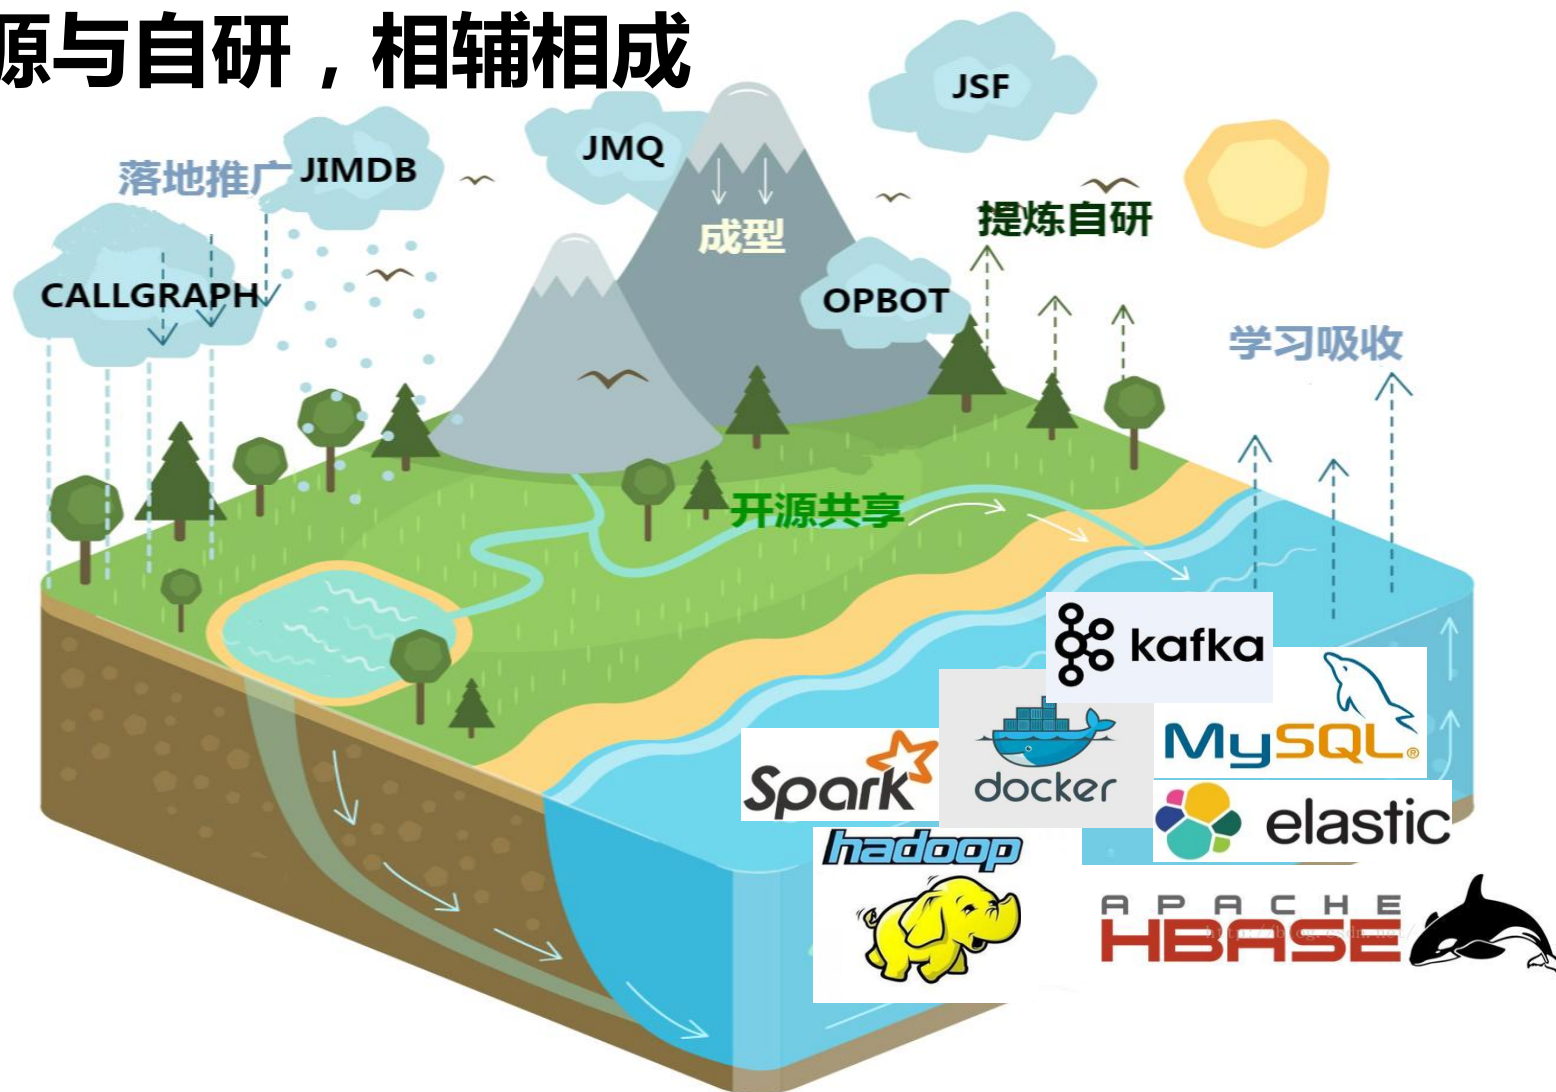 源与自研，相辅相成
JSF
JMQ
落地推广
JIMDB
提炼自研
成型
CALLGRAPH
OPBOT
学习吸收
开源共享
kafka
MySQL®
Spark
docker
elastic
hadoop
APACHE
HBASE